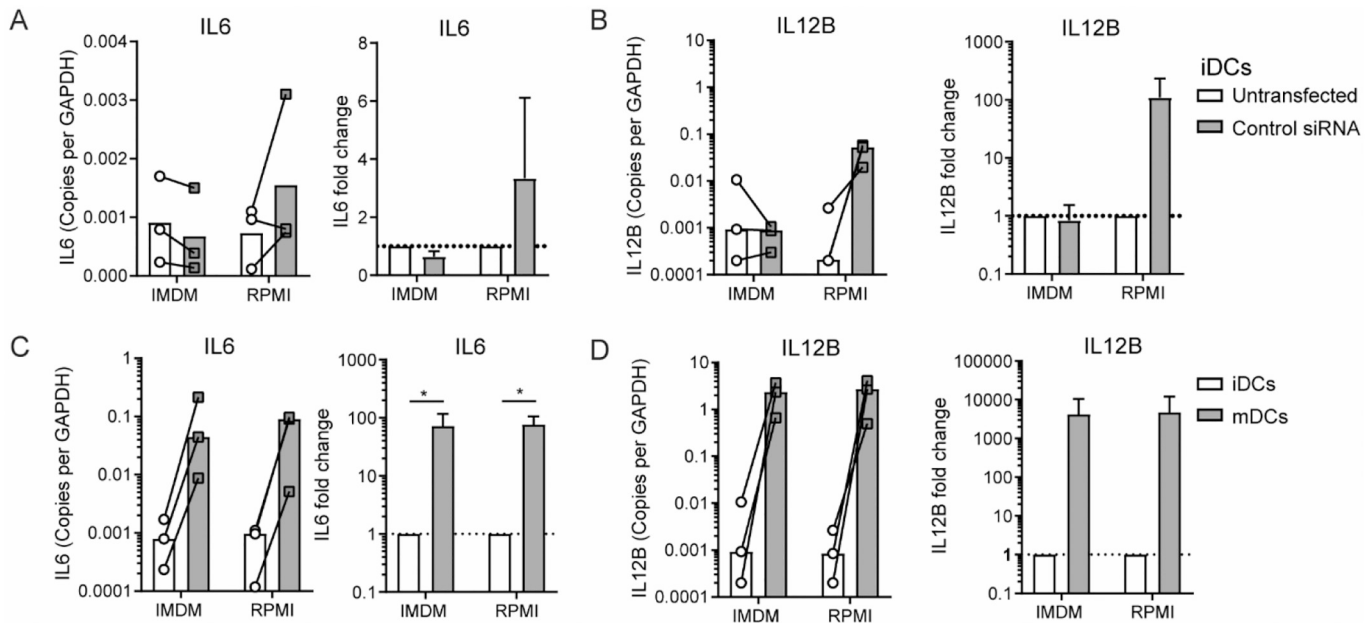 A
IL6
IL6 (Copies per GAPDH)
0.004
0.003
0.002
0.001
0.000
IMDM
RPMI
IL6
IL6 fold change
8
6
4
2
0
IMDM
RPMI
B
IL12B
IL12B (Copies per GAPDH)
10
1
0.1
0.01
0.001
0.0001
IMDM
RPMI
IL12B
IL12B fold change
1000
100
10
1
0.1
IMDM
RPMI
iDCs
Untransfected
Control siRNA
C
IL6
IL6 (Copies per GAPDH)
1
0.1
0.01
0.001
0.0001
IMDM
RPMI
IL6
IL6 fold change
1000
100
10
1
0.1
*
*
IMDM
RPMI
D
IL12B
IL12B (Copies per GAPDH)
10
1
0.1
0.01
0.001
0.0001
IMDM
RPMI
IL12B
IL12B fold change
100000
10000
1000
100
10
1
0.1
IMDM
RPMI
iDCs
mDCs